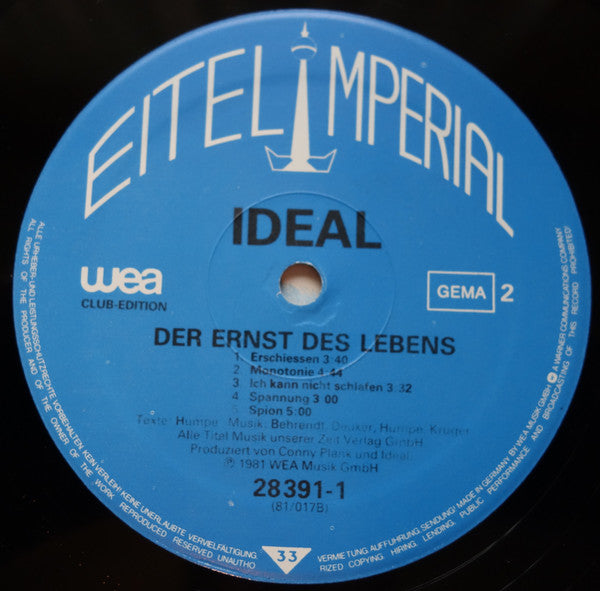 EITEL IMPERIAL
IDEAL
wea
CLUB-EDITION
GEMA 2
DER ERNST DES LEBENS
1. Erschiessen 3:40
2. Monotonie 4:44
3. Ich kann nicht schlafen 3:32
4. Spannung 3 00
5. Spion 5:00
Texte: Humpe Musik: Behrendt, Deuker, Humpe, Krüger
Alle Titel Musik unserer Zeit Verlag GmbH
Produziert von Conny Plank und Ideal
℗ 1981 WEA Musik GmbH
28391-1
(81/017B)
33
ALLE URHEBER-UND LEISTUNGSSCHUTZRECHTE VORBEHALTEN. KEIN VERLEIH! KEINE UNERLAUBTE VERVIELFÄLTIGUNG, VERMIETUNG, AUFFÜHRUNG, SENDUNG! MADE IN GERMANY BY WEA MUSIK GMBH A WARNER COMMUNICATIONS COMPANY
ALL RIGHTS OF THE PRODUCER AND OF THE OWNER OF THE WORK REPRODUCED RESERVED UNAUTHO RIZED COPYING, HIRING, LENDING, PUBLIC PERFORMANCE AND BROADCASTING OF THIS RECORD PROHIBITED!